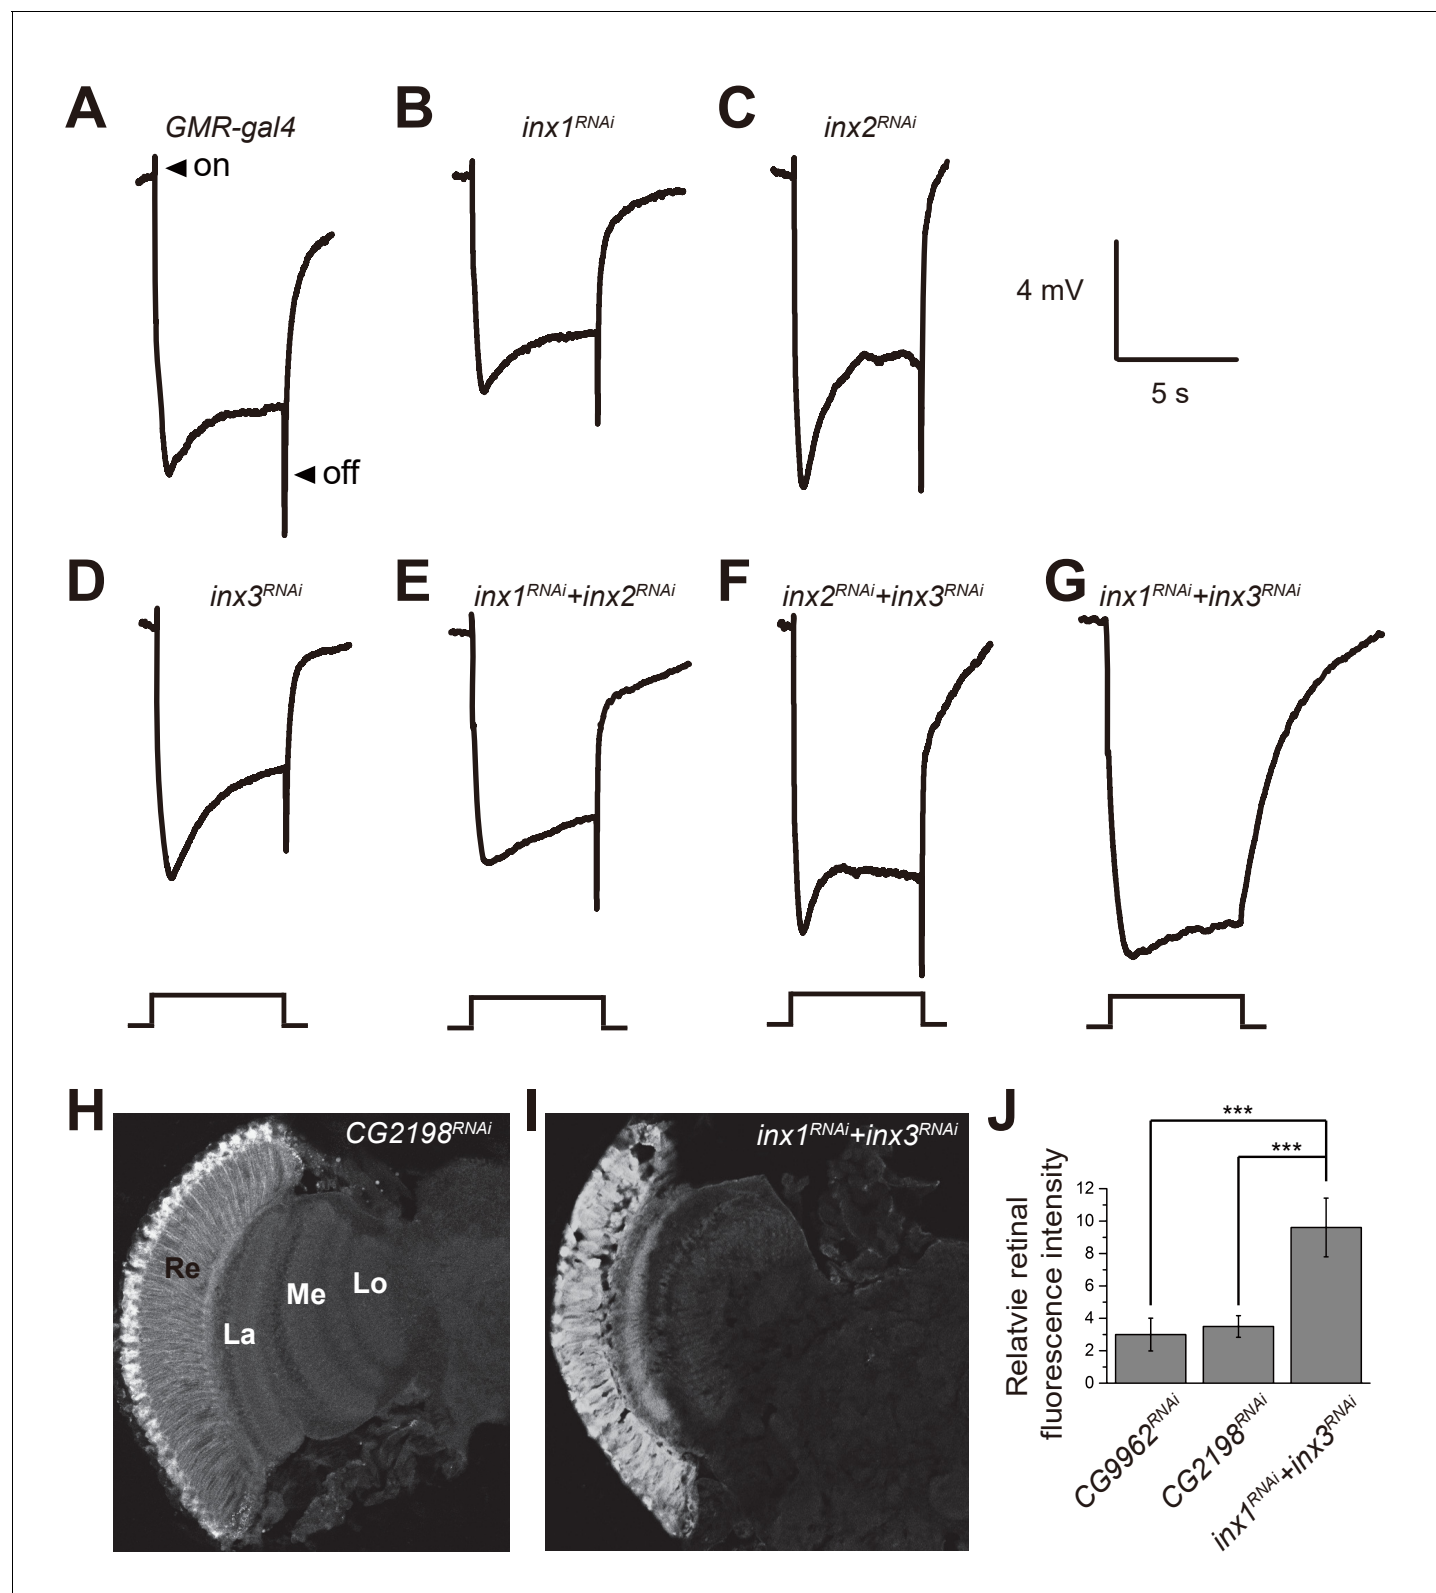 A
GMR-gal4
◄ on
◄ off
B
inx1RNAi
C
inx2RNAi
4 mV
5 s
D
inx3RNAi
E
inx1RNAi+inx2RNAi
F
inx2RNAi+inx3RNAi
G
inx1RNAi+inx3RNAi
H
CG2198RNAi
Re
La
Me
Lo
I
inx1RNAi+inx3RNAi
J
***
***
Relatvie retinal
fluorescence intensity
12
10
8
6
4
2
0
CG9962RNAi
CG2198RNAi
inx1RNAi+inx3RNAi